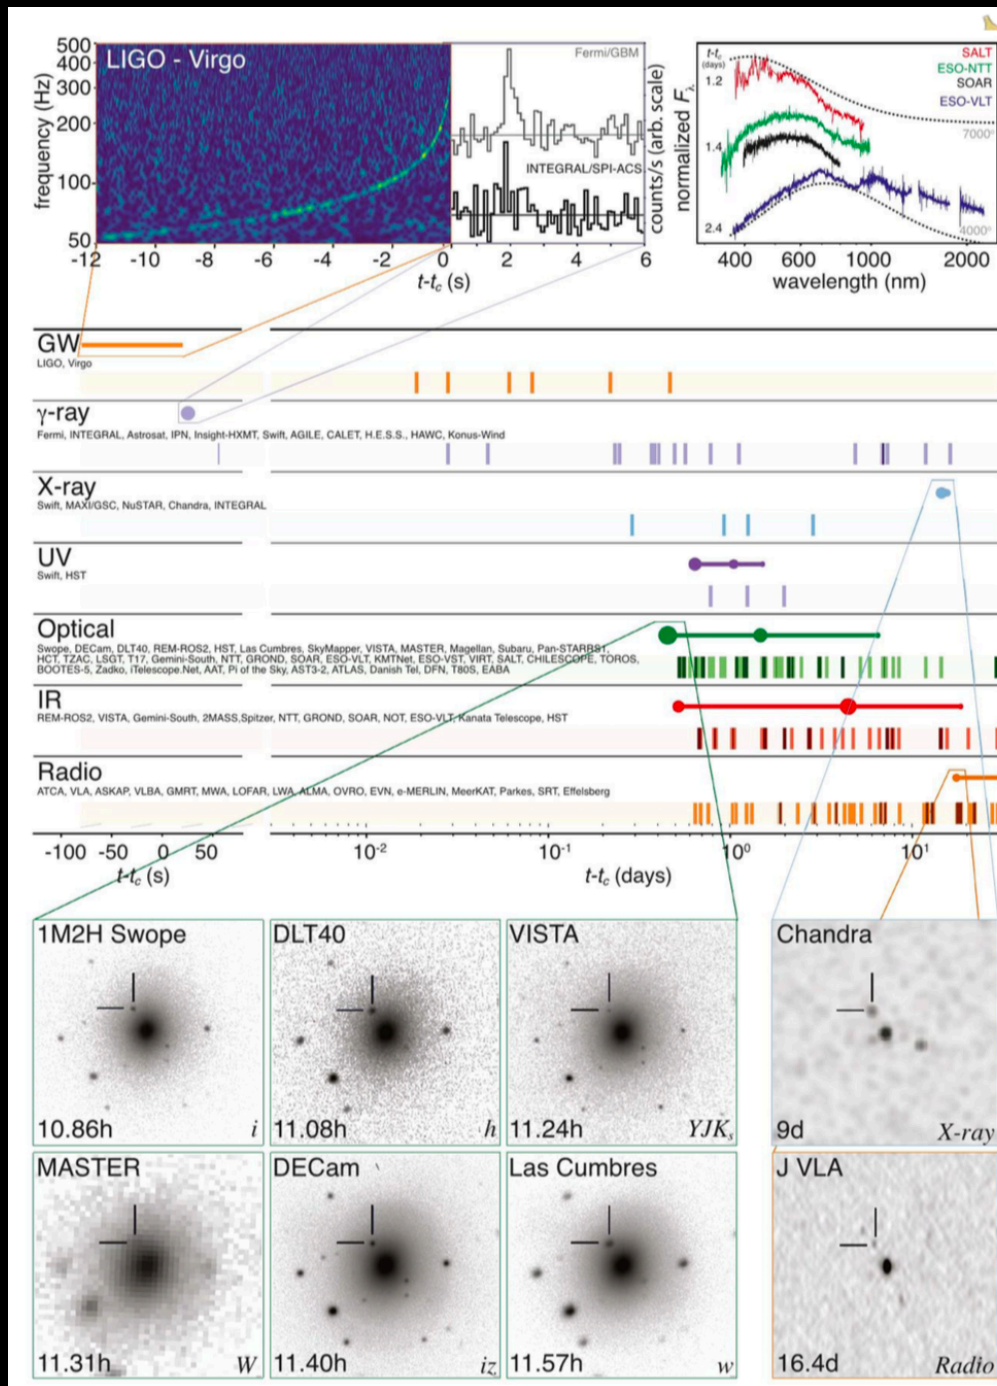 LIGO - Virgo
frequency (Hz)
500
400
300
200
100
50
-12 -10 -8 -6 -4 -2 0 2 4 6
t-tc (s)
Fermi/GBM
INTEGRAL/SPI-ACS
counts/s (arb. scale)
normalized Fλ
t-tc
(days)
1.2
1.4
2.4
SALT
ESO-NTT
SOAR
ESO-VLT
7000°
4000°
400 600 1000 2000
wavelength (nm)
GW
LIGO, Virgo
γ-ray
Fermi, INTEGRAL, Astrosat, IPN, Insight-HXMT, Swift, AGILE, CALET, H.E.S.S., HAWC, Konus-Wind
X-ray
Swift, MAXI/GSC, NuSTAR, Chandra, INTEGRAL
UV
Swift, HST
Optical
Swope, DECam, DLT40, REM-ROS2, HST, Las Cumbres, SkyMapper, VISTA, MASTER, Magellan, Subaru, Pan-STARRS1,
HCT, TZAC, LSGT, T17, Gemini-South, NTT, GROND, SOAR, ESO-VLT, KMTNet, ESO-VST, VIRT, SALT, CHILESCOPE, TOROS,
BOOTES-5, Zadko, iTelescope.Net, AAT, Pi of the Sky, AST3-2, ATLAS, Danish Tel, DFN, T80S, EABA
IR
REM-ROS2, VISTA, Gemini-South, 2MASS,Spitzer, NTT, GROND, SOAR, NOT, ESO-VLT, Kanata Telescope, HST
Radio
ATCA, VLA, ASKAP, VLBA, GMRT, MWA, LOFAR, LWA, ALMA, OVRO, EVN, e-MERLIN, MeerKAT, Parkes, SRT, Effelsberg
-100 -50 0 50 10⁻² 10⁻¹ 10⁰ 10¹
t-tc (s) t-tc (days)
1M2H Swope
10.86h i
DLT40
11.08h h
VISTA
11.24h YJKs
Chandra
9d X-ray
MASTER
11.31h W
DECam
11.40h iz
Las Cumbres
11.57h w
J VLA
16.4d Radio